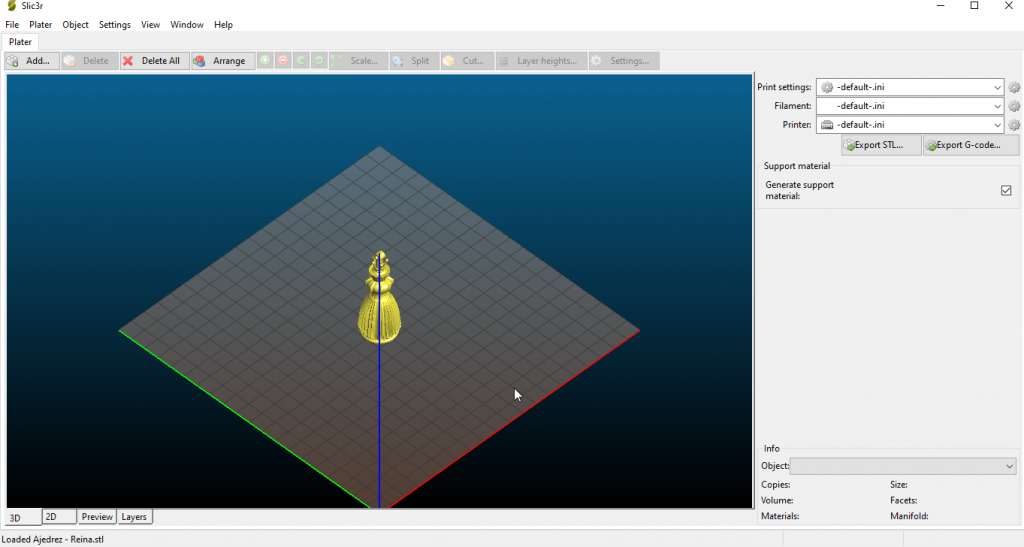 Slic3r
File Plater Object Settings View Window Help
Plater
Add... Delete Delete All Arrange Scale... Split Cut... Layer heights... Settings...
Print settings: -default-.ini
Filament: -default-.ini
Printer: -default-.ini
Export STL... Export G-code...
Support material
Generate support
material:
Info
Object:
Copies: Size:
Volume: Facets:
Materials: Manifold:
3D 2D Preview Layers
Loaded Ajedrez - Reina.stl